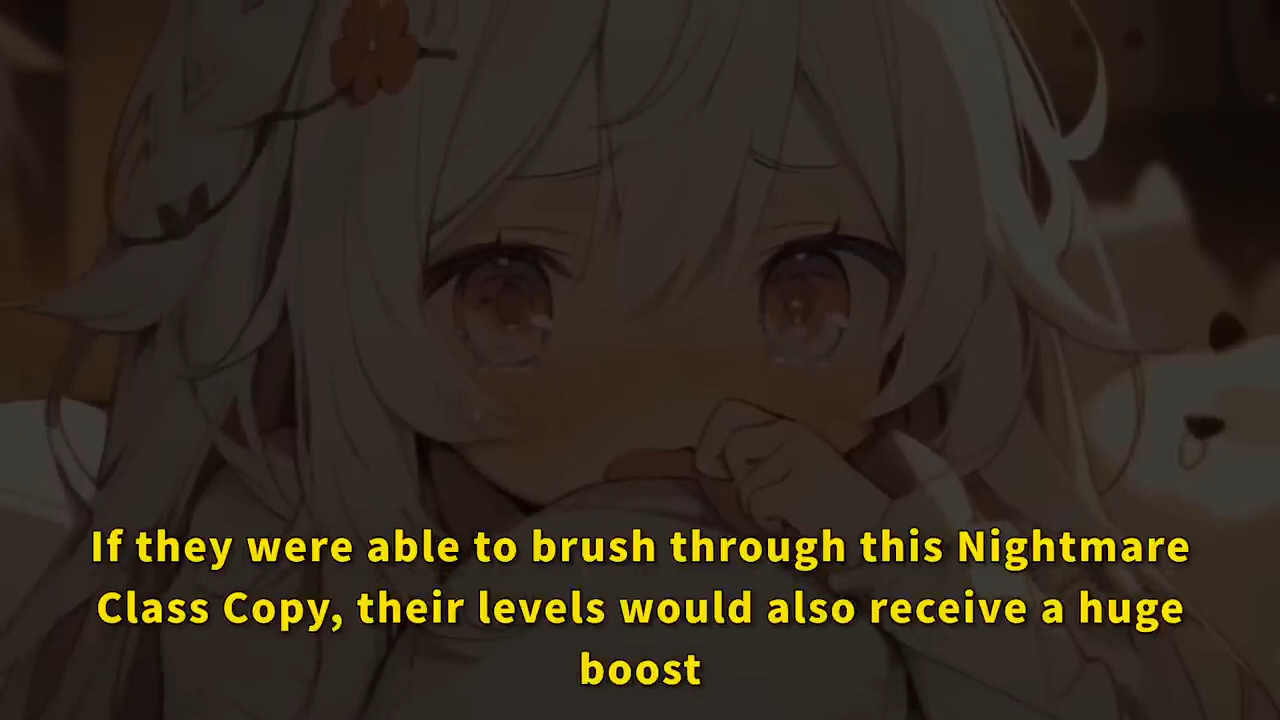 If they were able to brush through this Nightmare
Class Copy, their levels would also receive a huge
boost